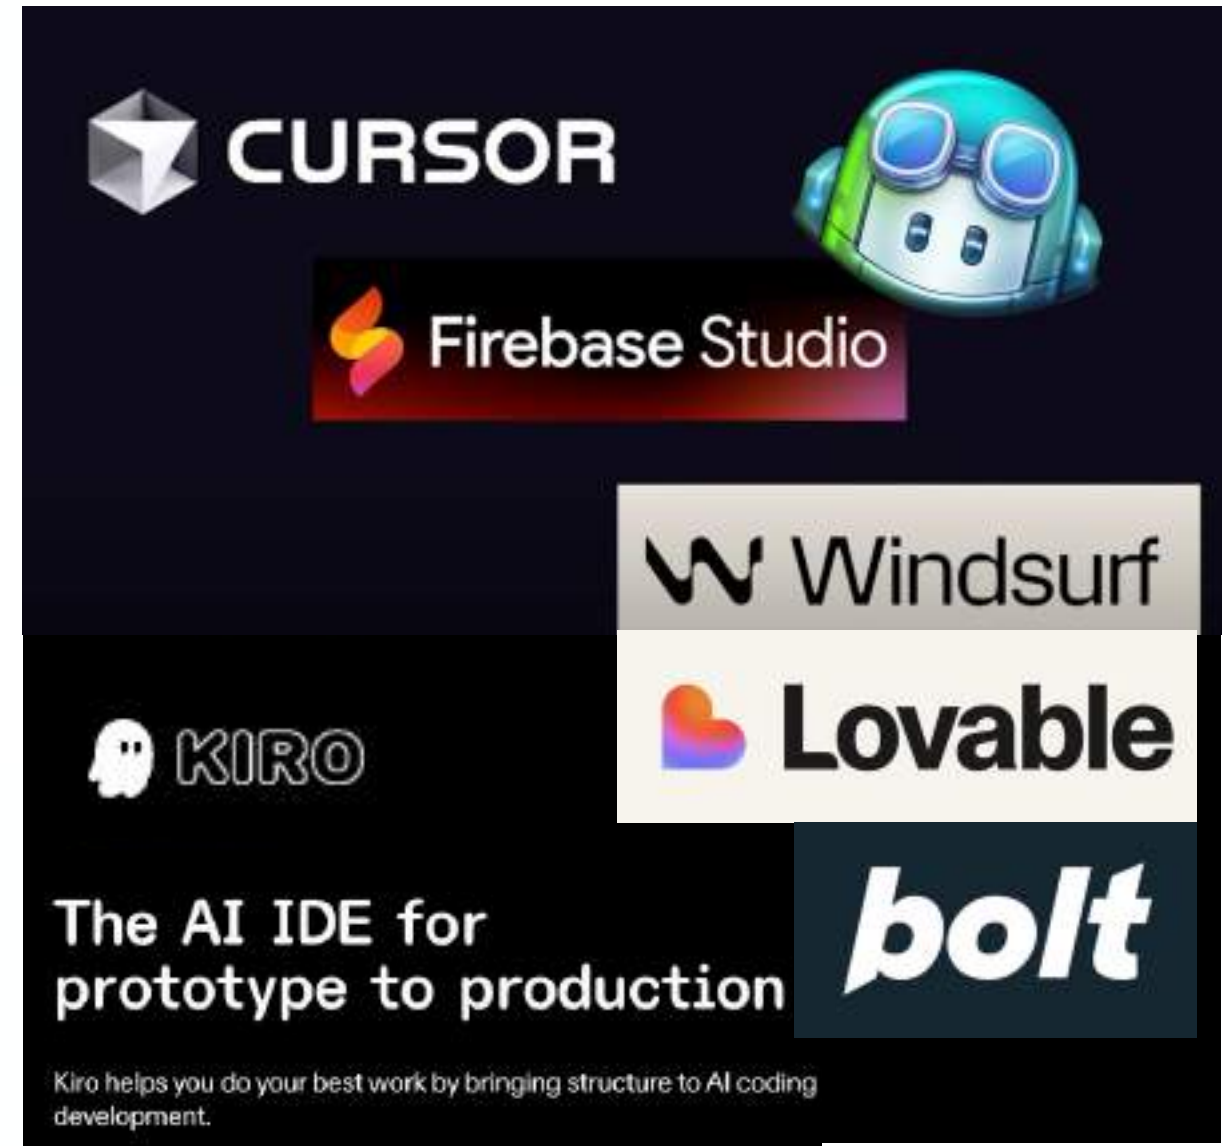 CURSOR
Firebase Studio
Windsurf
Lovable
KIRO
bolt
The AI IDE for
prototype to production
Kiro helps you do your best work by bringing structure to AI coding
development.